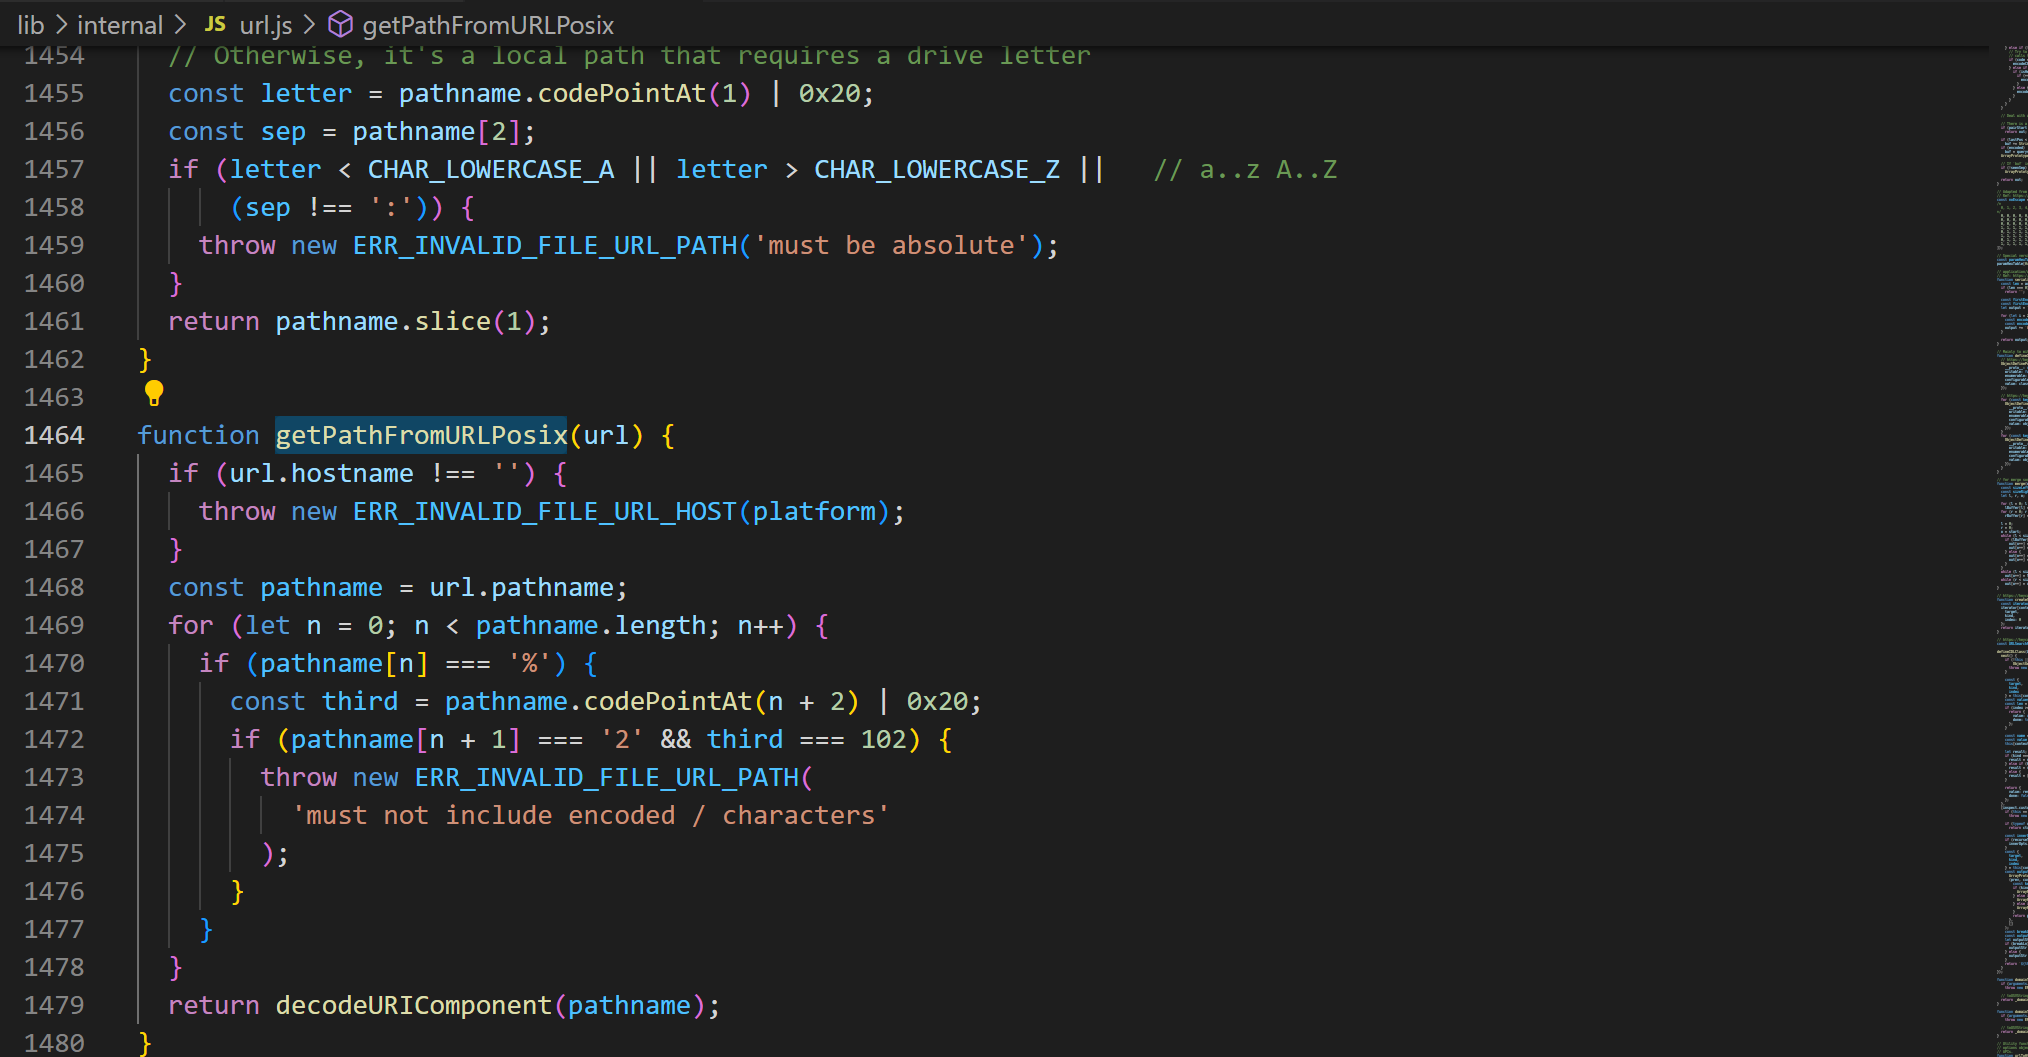 lib > internal > JS url.js > getPathFromURLPosix
1454 // Otherwise, it's a local path that requires a drive letter
1455 const letter = pathname.codePointAt(1) | 0x20;
1456 const sep = pathname[2];
1457 if (letter < CHAR_LOWERCASE_A || letter > CHAR_LOWERCASE_Z || // a..z A..Z
1458 (sep !== ':')) {
1459 throw new ERR_INVALID_FILE_URL_PATH('must be absolute');
1460 }
1461 return pathname.slice(1);
1462 }
1463
1464 function getPathFromURLPosix(url) {
1465 if (url.hostname !== '') {
1466 throw new ERR_INVALID_FILE_URL_HOST(platform);
1467 }
1468 const pathname = url.pathname;
1469 for (let n = 0; n < pathname.length; n++) {
1470 if (pathname[n] === '%') {
1471 const third = pathname.codePointAt(n + 2) | 0x20;
1472 if (pathname[n + 1] === '2' && third === 102) {
1473 throw new ERR_INVALID_FILE_URL_PATH(
1474 'must not include encoded / characters'
1475 );
1476 }
1477 }
1478 }
1479 return decodeURIComponent(pathname);
1480 }